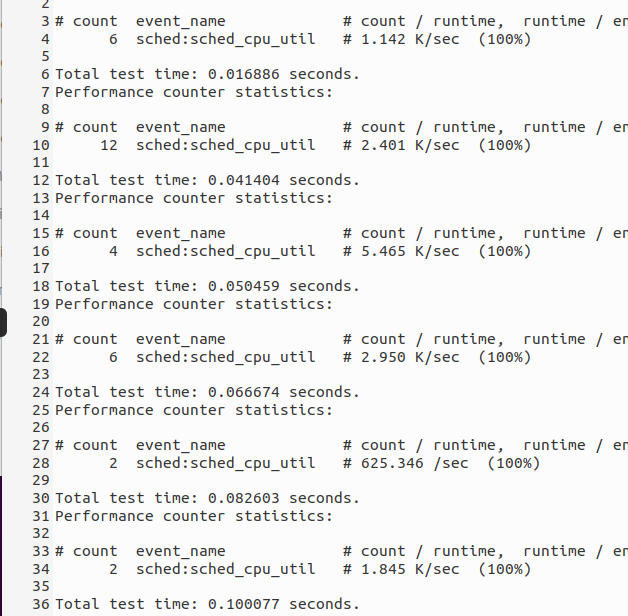 2
3 # count  event_name             # count / runtime,  runtime / en
4       6  sched:sched_cpu_util   # 1.142 K/sec  (100%)
5
6 Total test time: 0.016886 seconds.
7 Performance counter statistics:
8
9 # count  event_name             # count / runtime,  runtime / en
10      12  sched:sched_cpu_util   # 2.401 K/sec  (100%)
11
12 Total test time: 0.041404 seconds.
13 Performance counter statistics:
14
15 # count  event_name             # count / runtime,  runtime / en
16       4  sched:sched_cpu_util   # 5.465 K/sec  (100%)
17
18 Total test time: 0.050459 seconds.
19 Performance counter statistics:
20
21 # count  event_name             # count / runtime,  runtime / en
22       6  sched:sched_cpu_util   # 2.950 K/sec  (100%)
23
24 Total test time: 0.066674 seconds.
25 Performance counter statistics:
26
27 # count  event_name             # count / runtime,  runtime / en
28       2  sched:sched_cpu_util   # 625.346 /sec  (100%)
29
30 Total test time: 0.082603 seconds.
31 Performance counter statistics:
32
33 # count  event_name             # count / runtime,  runtime / en
34       2  sched:sched_cpu_util   # 1.845 K/sec  (100%)
35
36 Total test time: 0.100077 seconds.